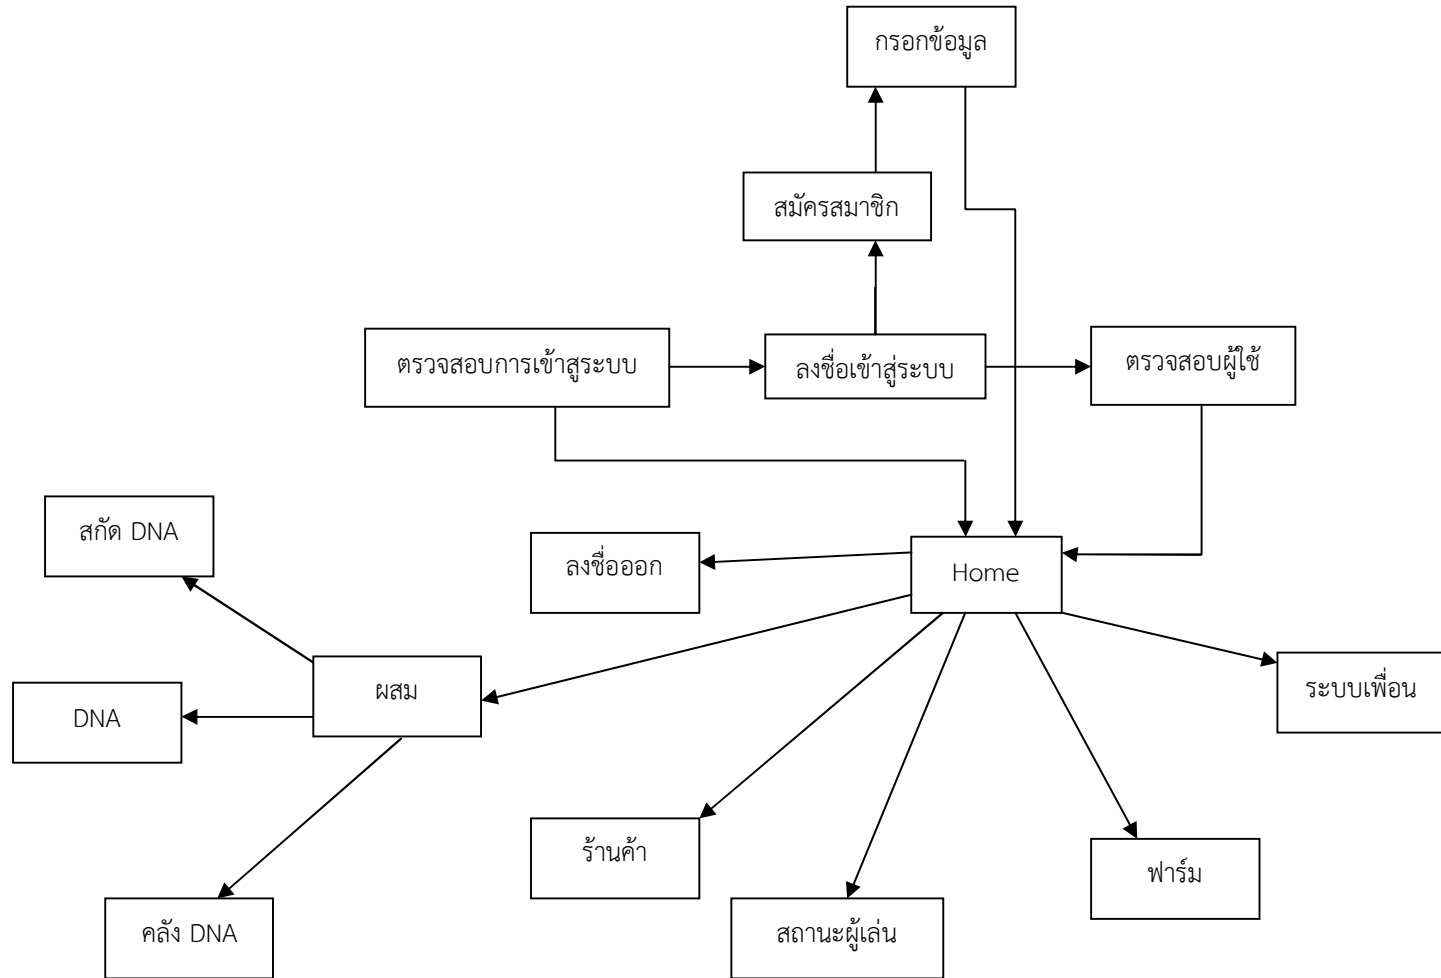 กรอกข้อมูล
สมัครสมาชิก
ตรวจสอบการเข้าสูระบบ
ลงชื่อเข้าสู่ระบบ
ตรวจสอบผู้ใช้
สกัด DNA
ลงชื่อออก
Home
ผสม
ระบบเพื่อน
DNA
ร้านค้า
ฟาร์ม
คลัง DNA
สถานะผู้เล่น